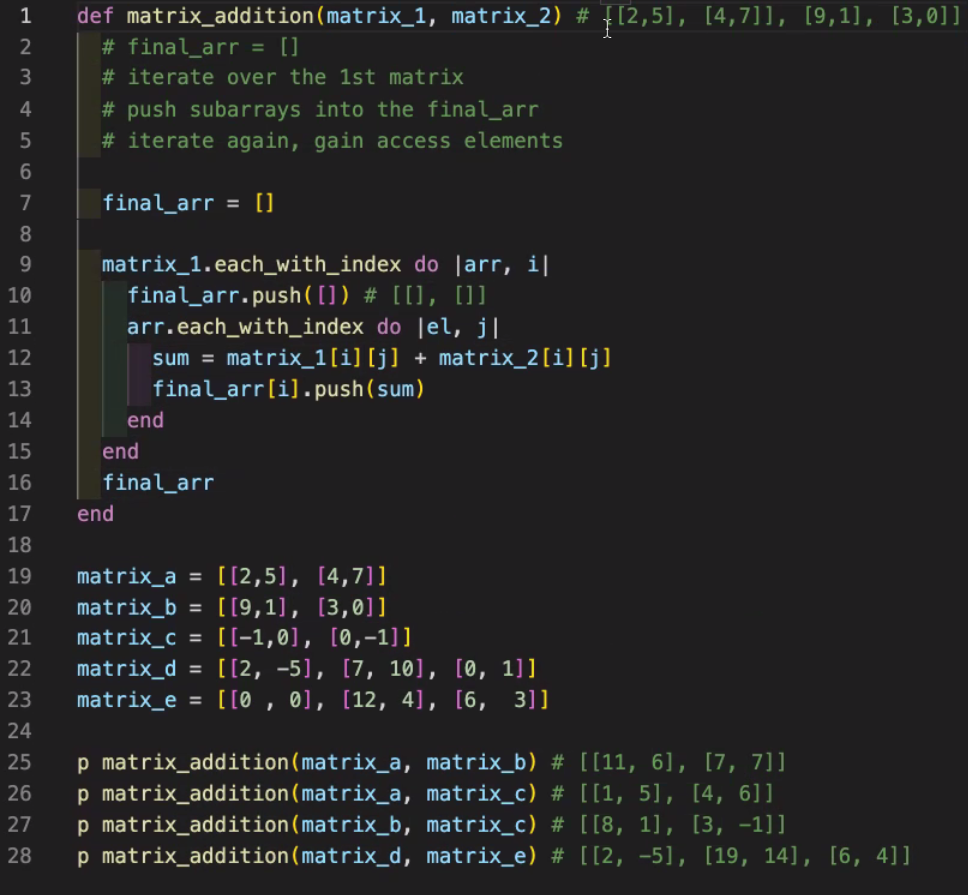 1 def matrix_addition(matrix_1, matrix_2) # [[2,5], [4,7]], [9,1], [3,0]]
2 # final_arr = []
3 # iterate over the 1st matrix
4 # push subarrays into the final_arr
5 # iterate again, gain access elements
6
7 final_arr = []
8
9 matrix_1.each_with_index do |arr, i|
10 final_arr.push([]) # [[], []]
11 arr.each_with_index do |el, j|
12 sum = matrix_1[i][j] + matrix_2[i][j]
13 final_arr[i].push(sum)
14 end
15 end
16 final_arr
17 end
18
19 matrix_a = [[2,5], [4,7]]
20 matrix_b = [[9,1], [3,0]]
21 matrix_c = [[-1,0], [0,-1]]
22 matrix_d = [[2, -5], [7, 10], [0, 1]]
23 matrix_e = [[0 , 0], [12, 4], [6,  3]]
24
25 p matrix_addition(matrix_a, matrix_b) # [[11, 6], [7, 7]]
26 p matrix_addition(matrix_a, matrix_c) # [[1, 5], [4, 6]]
27 p matrix_addition(matrix_b, matrix_c) # [[8, 1], [3, -1]]
28 p matrix_addition(matrix_d, matrix_e) # [[2, -5], [19, 14], [6, 4]]